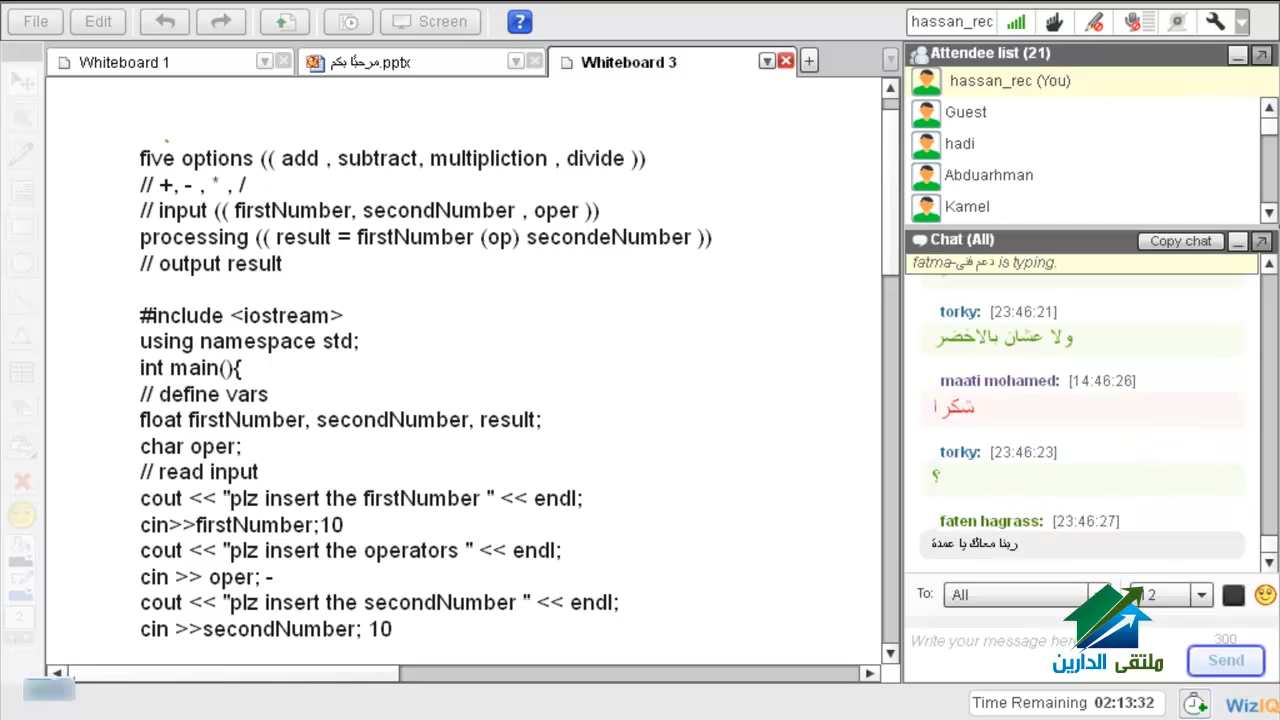 File
Edit
Screen
?
hassan_rec
Whiteboard 1
مرحبًا بكم.pptx
Whiteboard 3
five options (( add , subtract, multipliction , divide ))
// +, - , * , /
// input (( firstNumber, secondNumber , oper ))
processing (( result = firstNumber (op) secondeNumber ))
// output result
#include <iostream>
using namespace std;
int main(){
// define vars
float firstNumber, secondNumber, result;
char oper;
// read input
cout << "plz insert the firstNumber " << endl;
cin>>firstNumber;10
cout << "plz insert the operators " << endl;
cin >> oper; -
cout << "plz insert the secondNumber " << endl;
cin >>secondNumber; 10
2
Attendee list (21)
hassan_rec (You)
Guest
hadi
Abduarhman
Kamel
Chat (All)
Copy chat
fatma-دعم فنى is typing.
torky: [23:46:21]
ولا عشان بالاخضر
maati mohamed: [14:46:26]
شكرا
torky: [23:46:23]
؟
faten hagrass: [23:46:27]
ربنا معاك يا عمدة
To:
All
12
Write your message here
300
Send
ملتقى الدارين
Time Remaining 02:13:32
WizIQ